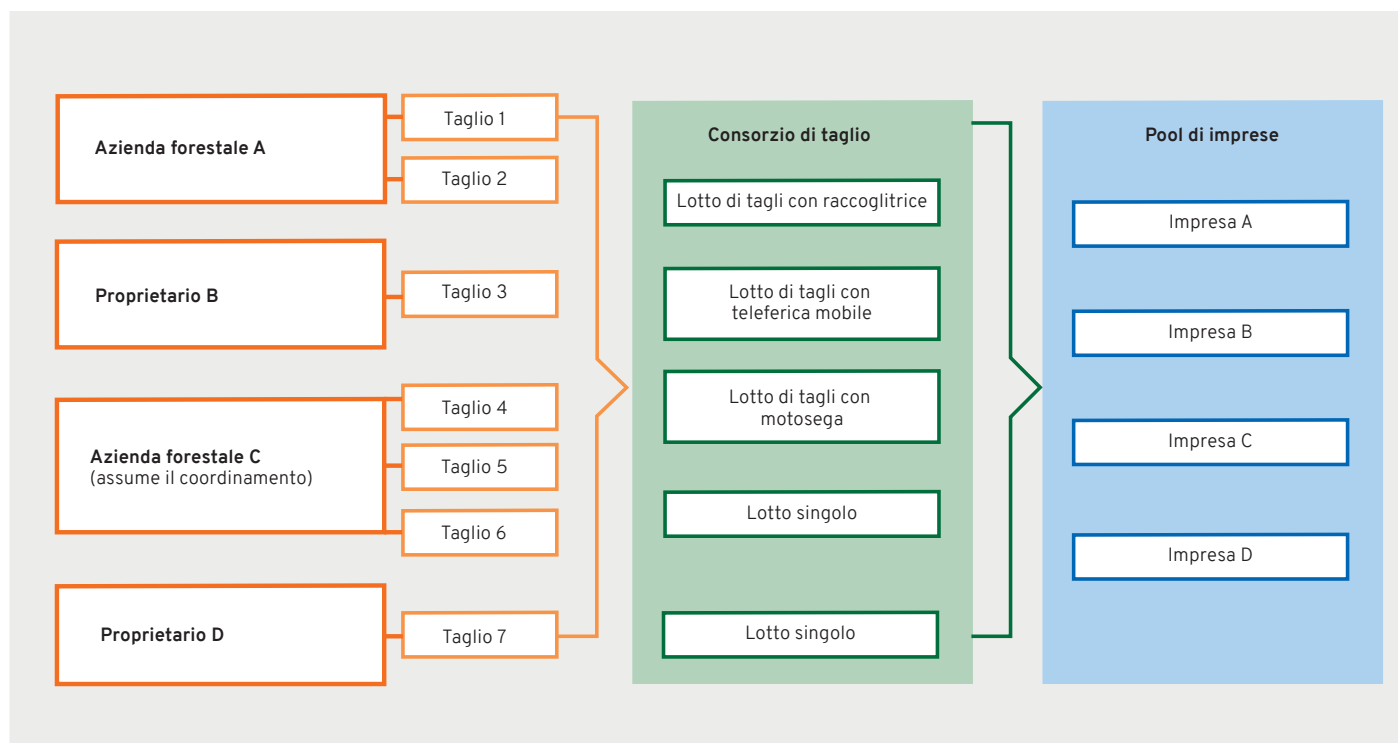 Azienda forestale A
Taglio 1
Taglio 2
Proprietario B
Taglio 3
Azienda forestale C
(assume il coordinamento)
Taglio 4
Taglio 5
Taglio 6
Proprietario D
Taglio 7
Consorzio di taglio
Lotto di tagli con raccoglitrice
Lotto di tagli con
teleferica mobile
Lotto di tagli con
motosega
Lotto singolo
Lotto singolo
Pool di imprese
Impresa A
Impresa B
Impresa C
Impresa D